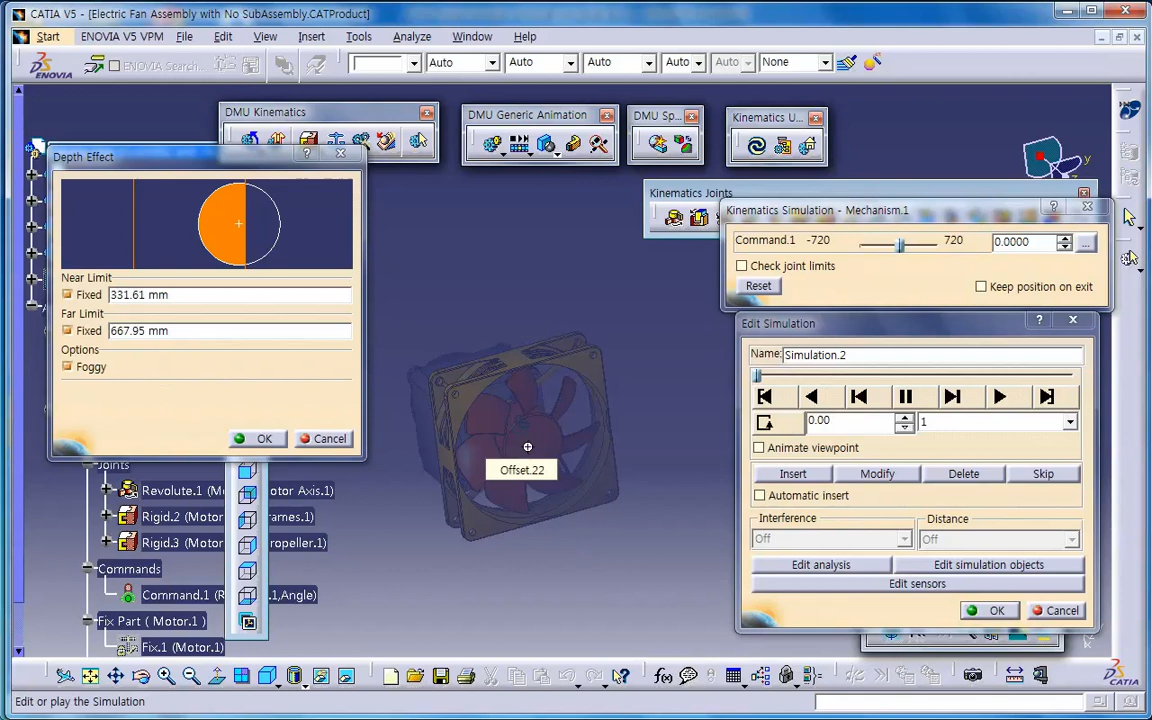 CATIA V5 - [Electric Fan Assembly with No SubAssembly.CATProduct]
Start ENOVIA V5 VPM File Edit View Insert Tools Analyze Window Help
ENOVIA
ENOVIA Search...
Auto Auto Auto Auto Auto None
DMU Kinematics
DMU Generic Animation
DMU Sp...
Kinematics U...
Depth Effect
Near Limit
Fixed 331.61 mm
Far Limit
Fixed 667.95 mm
Options
Foggy
OK Cancel
Kinematics Joints
y
Kinematics Simulation - Mechanism.1
Command.1 -720 720 0.0000 ...
Check joint limits
Reset
Keep position on exit
Edit Simulation
Name: Simulation.2
0.00 1
Animate viewpoint
Insert Modify Delete Skip
Automatic insert
Interference Distance
Off Off
Edit analysis Edit simulation objects
Edit sensors
OK Cancel
Offset.22
Joints
Revolute.1 (Mo
otor Axis.1)
Rigid.2 (Motor
rames.1)
Rigid.3 (Motor
ropeller.1)
Commands
Command.1 (R
.1,Angle)
Fix Part ( Motor.1 )
Fix.1 (Motor.1)
f(x)
CATIA
Edit or play the Simulation